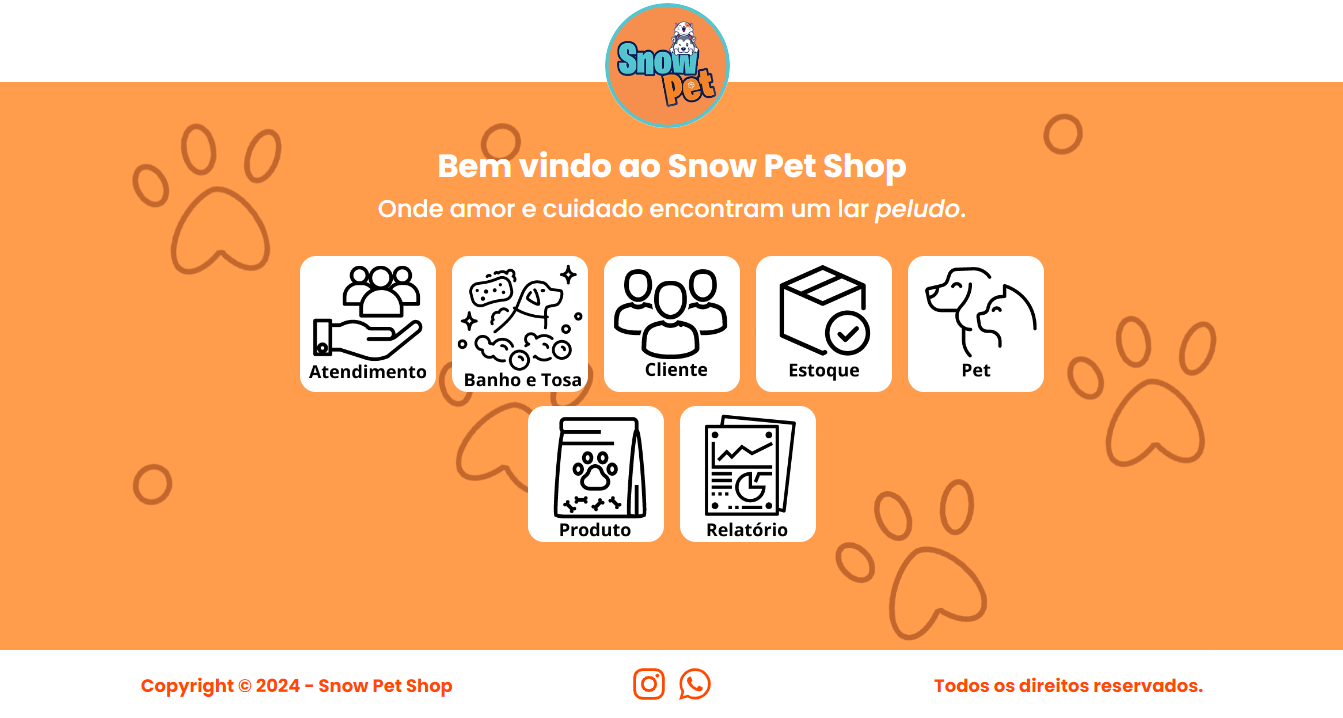 Snow
Pet
Bem vindo ao Snow Pet Shop
Onde amor e cuidado encontram um lar peludo.
Atendimento
Banho e Tosa
Cliente
Estoque
Pet
Produto
Relatório
Copyright © 2024 - Snow Pet Shop
Todos os direitos reservados.